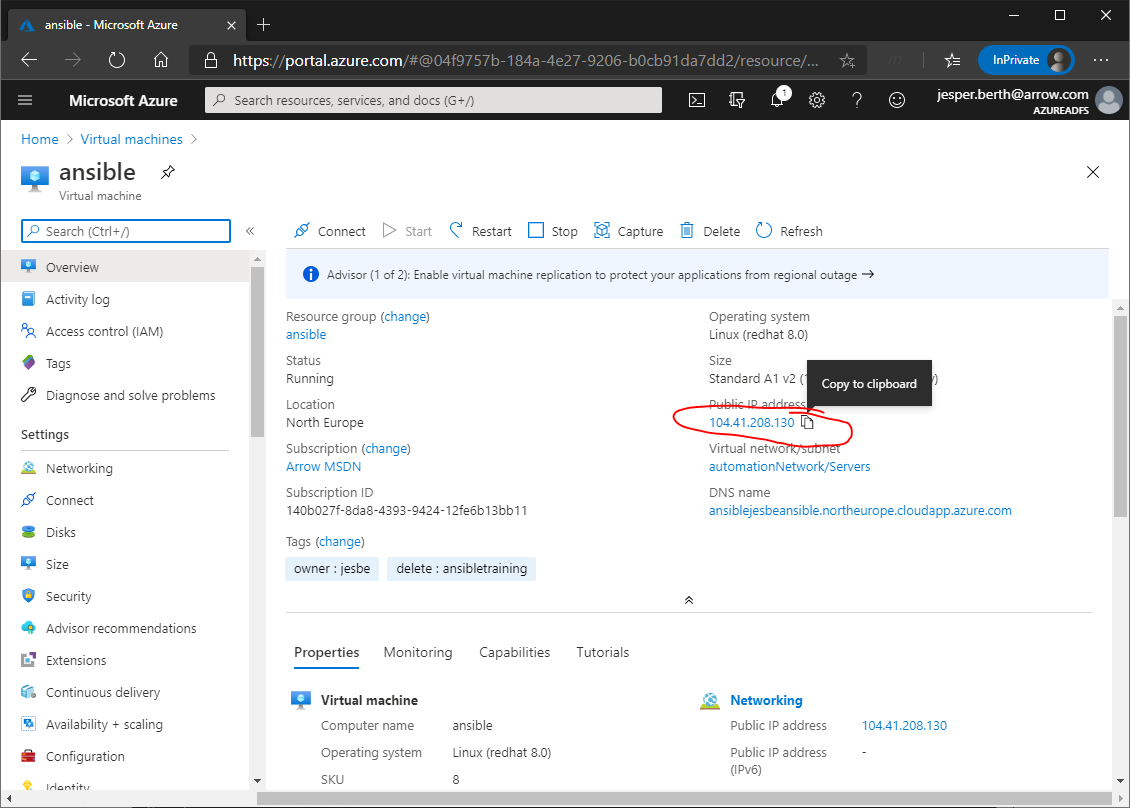 ansible - Microsoft Azure
https://portal.azure.com/#@04f9757b-184a-4e27-9206-b0cb91da7dd2/resource/...
InPrivate
Microsoft Azure
Search resources, services, and docs (G+/)
1
jesper.berth@arrow.com
AZUREADFS
Home > Virtual machines >
ansible
Virtual machine
Search (Ctrl+/)
«
Overview
Activity log
Access control (IAM)
Tags
Diagnose and solve problems
Settings
Networking
Connect
Disks
Size
Security
Advisor recommendations
Extensions
Continuous delivery
Availability + scaling
Configuration
Identity
Connect Start Restart Stop Capture Delete Refresh
Advisor (1 of 2): Enable virtual machine replication to protect your applications from regional outage →
Resource group (change)
ansible
Status
Running
Location
North Europe
Subscription (change)
Arrow MSDN
Subscription ID
140b027f-8da8-4393-9424-12fe6b13bb11
Operating system
Linux (redhat 8.0)
Size
Standard A1 v2 (
Copy to clipboard
Public IP address
104.41.208.130
Virtual network/subnet
automationNetwork/Servers
DNS name
ansiblejesbeansible.northeurope.cloudapp.azure.com
Tags (change)
owner : jesbe delete : ansibletraining
Properties Monitoring Capabilities Tutorials
Virtual machine
Computer name ansible
Operating system Linux (redhat 8.0)
SKU 8
Networking
Public IP address 104.41.208.130
Public IP address -
(IPv6)